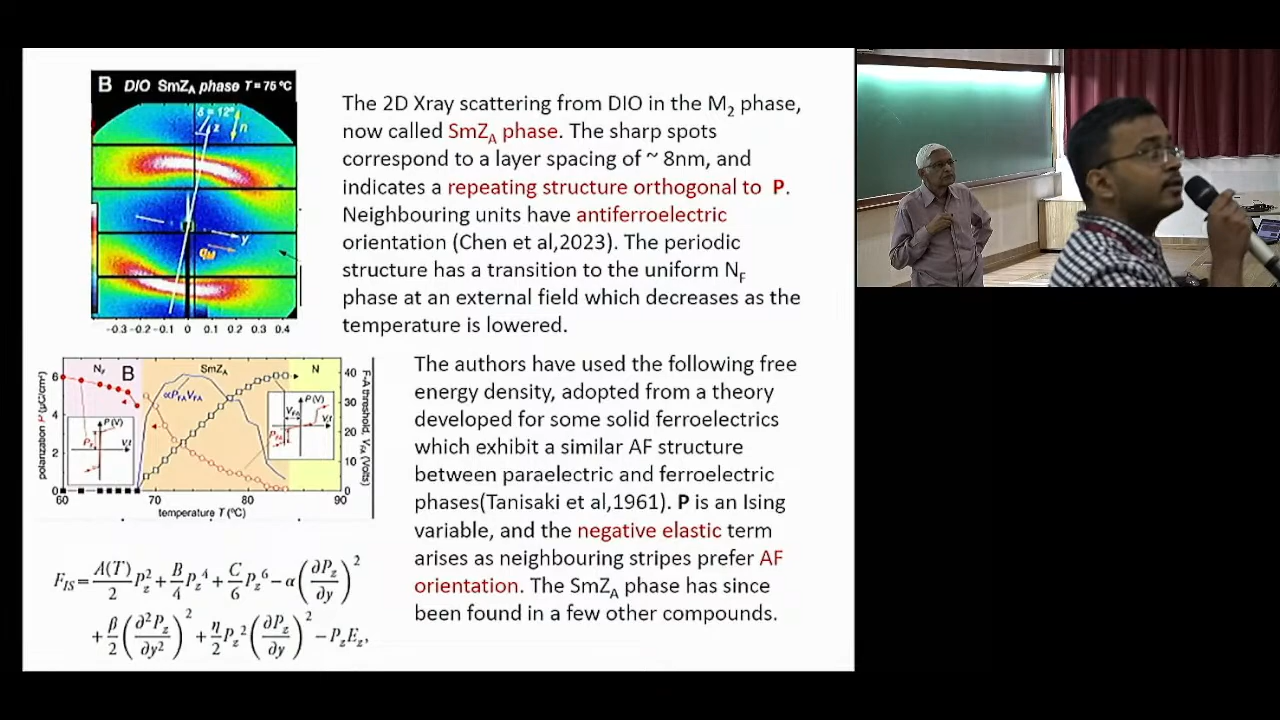 B DIO SmZA phase T=75 ºC
δ=12°
z
n
y
qM
-0.3 -0.2 -0.1 0 0.1 0.2 0.3 0.4
The 2D Xray scattering from DIO in the M2 phase,
now called SmZA phase. The sharp spots
correspond to a layer spacing of ~ 8nm, and
indicates a repeating structure orthogonal to P.
Neighbouring units have antiferroelectric
orientation (Chen et al,2023). The periodic
structure has a transition to the uniform NF
phase at an external field which decreases as the
temperature is lowered.
NF B SmZA N
αPFAVFA
P (V)
VFA
P (V)
polarization P (μC/cm²)
6
4
2
0
40
30
20
10
0
F-A threshold, VFA (Volts)
60 70 80 90
temperature T (ºC)
The authors have used the following free
energy density, adopted from a theory
developed for some solid ferroelectrics
which exhibit a similar AF structure
between paraelectric and ferroelectric
phases(Tanisaki et al,1961). P is an Ising
variable, and the negative elastic term
arises as neighbouring stripes prefer AF
orientation. The SmZA phase has since
been found in a few other compounds.
FIS = A(T)/2 Pz² + B/4 Pz⁴ + C/6 Pz⁶ − α(∂Pz/∂y)²
+ β/2 (∂²Pz/∂y²)² + η/2 Pz² (∂Pz/∂y)² − PzEz,